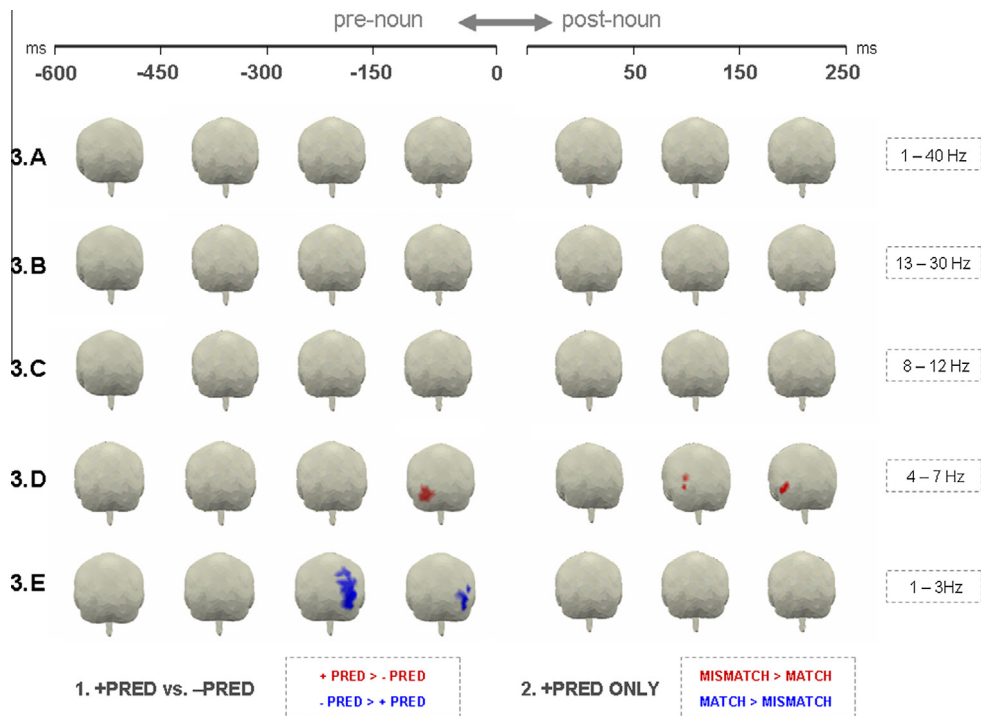 pre-noun post-noun
ms ms
-600 -450 -300 -150 0 50 150 250
3.A 1 – 40 Hz
3.B 13 – 30 Hz
3.C 8 – 12 Hz
3.D 4 – 7 Hz
3.E 1 – 3Hz
1. +PRED vs. –PRED
+ PRED > - PRED
- PRED > + PRED
2. +PRED ONLY
MISMATCH > MATCH
MATCH > MISMATCH